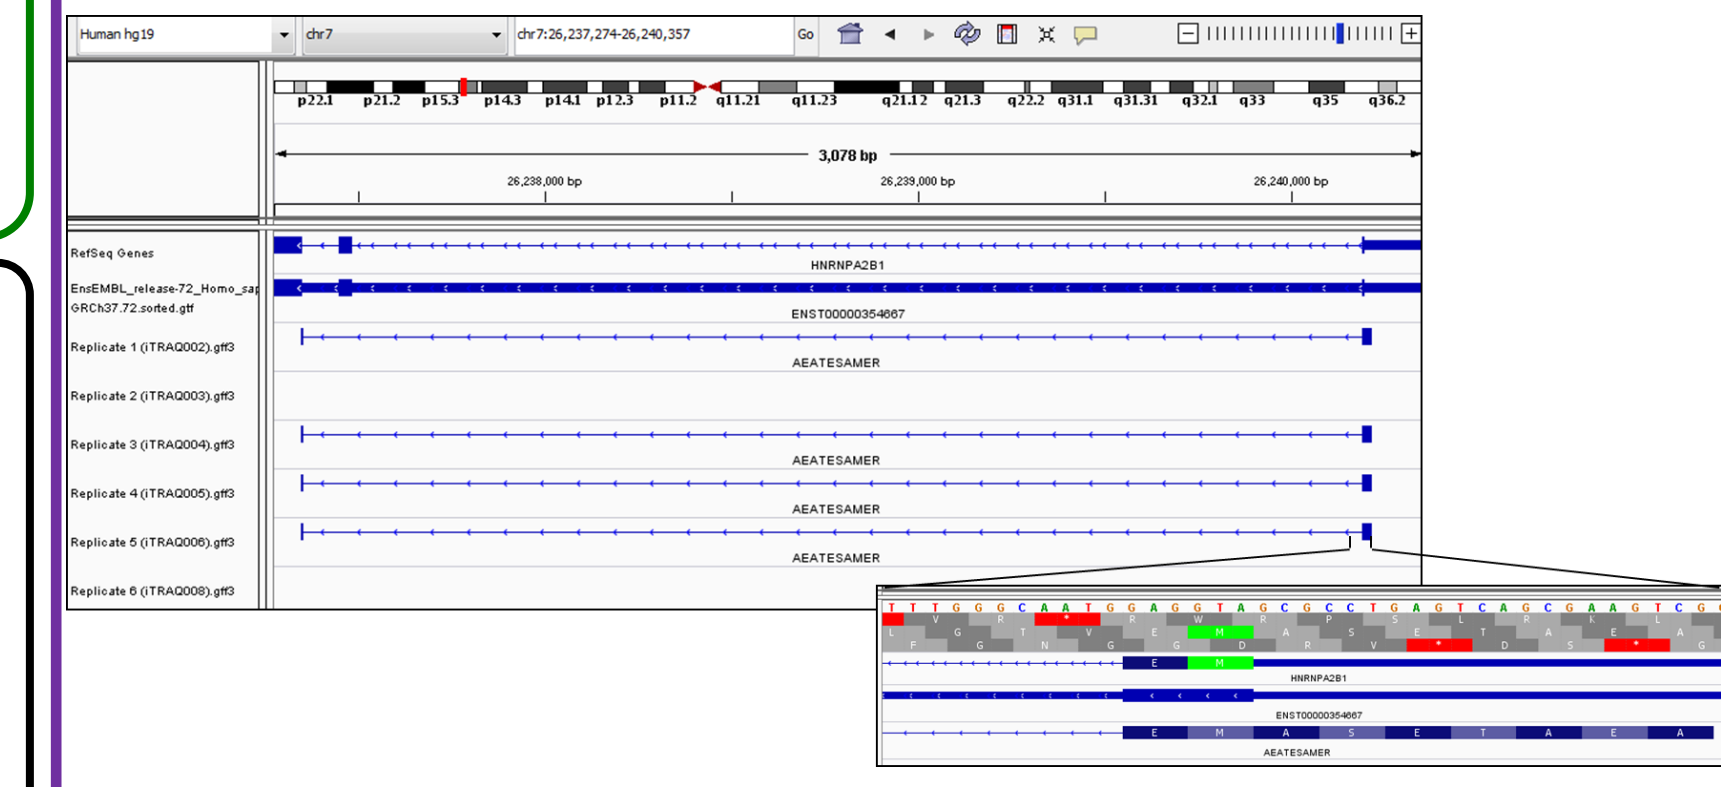 Human hg19 chr7 chr7:26,237,274-26,240,357 Go
p22.1 p21.2 p15.3 p14.3 p14.1 p12.3 p11.2 q11.21 q11.23 q21.12 q21.3 q22.2 q31.1 q31.31 q32.1 q33 q35 q36.2
3,078 bp
26,238,000 bp 26,239,000 bp 26,240,000 bp
RefSeq Genes
HNRNPA2B1
EnsEMBL_release-72_Homo_sap
GRCh37.72.sorted.gtf
ENST00000354667
Replicate 1 (iTRAQ002).gff3
AEATESAMER
Replicate 2 (iTRAQ003).gff3
Replicate 3 (iTRAQ004).gff3
AEATESAMER
Replicate 4 (iTRAQ005).gff3
AEATESAMER
Replicate 5 (iTRAQ006).gff3
AEATESAMER
Replicate 6 (iTRAQ008).gff3
T T T G G G C A A T G G A G G T A G C G C C T G A G T C A G C G A A G T C G
V R * R W R P S L R K L
L G T V E M A S E T A E A
F G N G G D R V * D S * G
E M
HNRNPA2B1
ENST00000354667
E M A S E T A E A
AEATESAMER